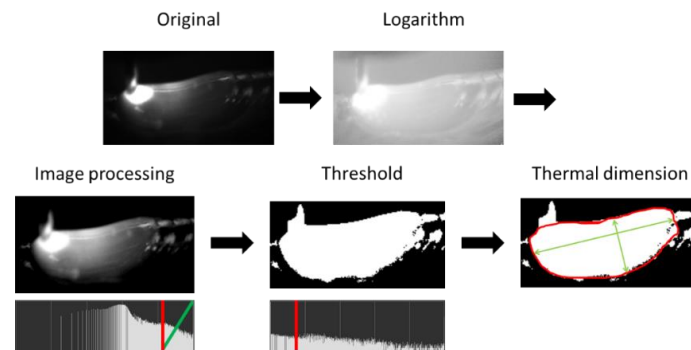 Original
Logarithm
Image processing
Threshold
Thermal dimension